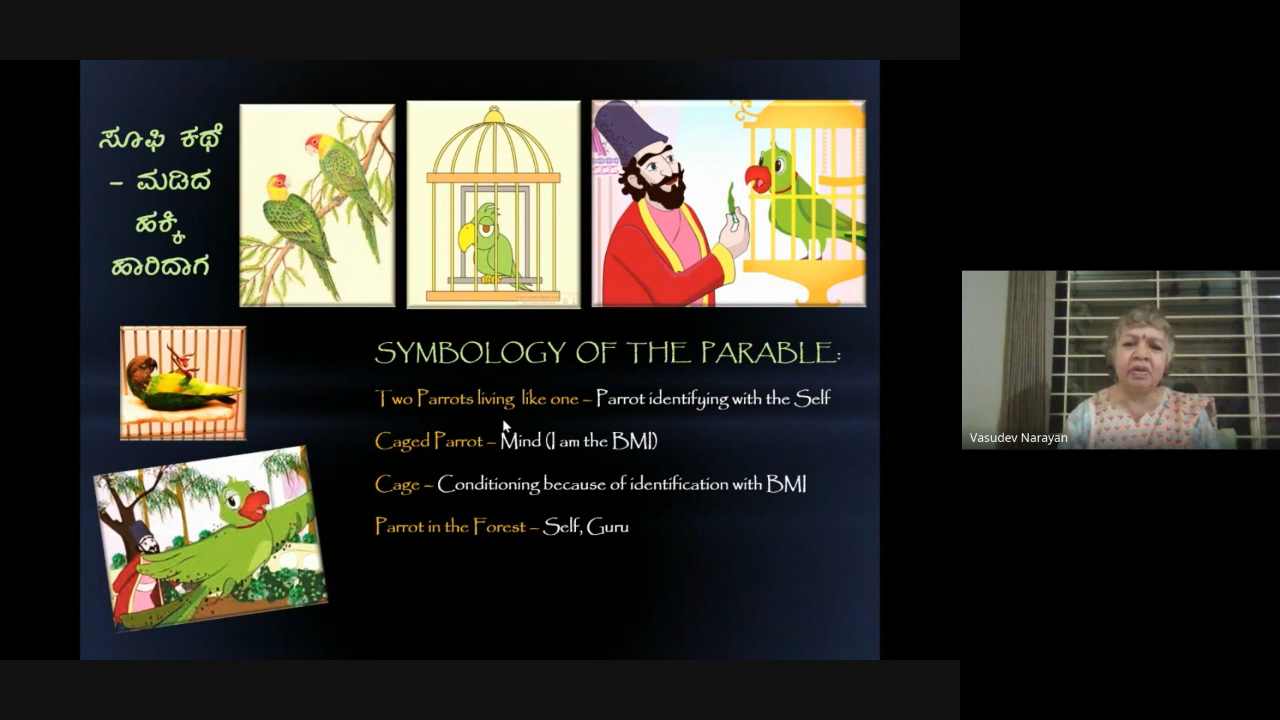 ಸೂಫಿ ಕಥೆ
– ಮಡಿದ
ಹಕ್ಕಿ
ಹಾರಿದಾಗ
SYMBOLOGY OF THE PARABLE:
Two Parrots living like one – Parrot identifying with the Self
Caged Parrot – Mind (I am the BMI)
Cage – Conditioning because of identification with BMI
Parrot in the Forest – Self, Guru
Vasudev Narayan